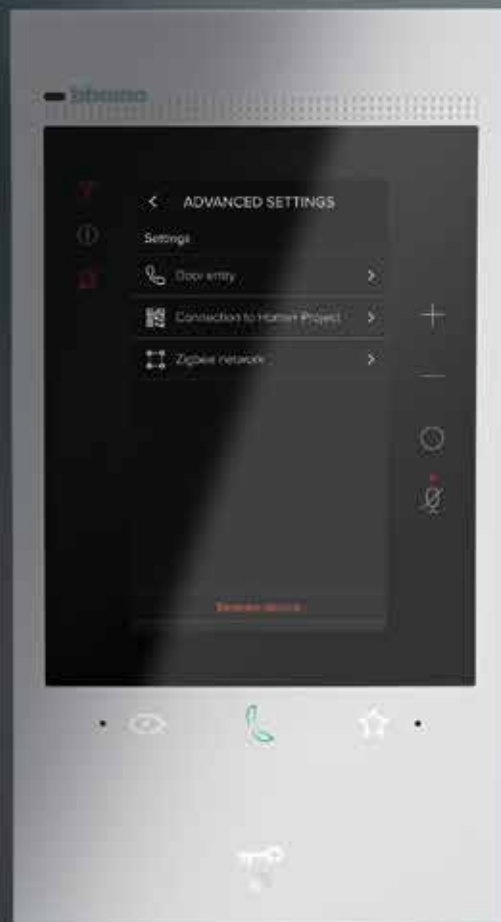 bticino
ADVANCED SETTINGS
Settings
Door entry
Connection to Home+ Project
Zigbee network